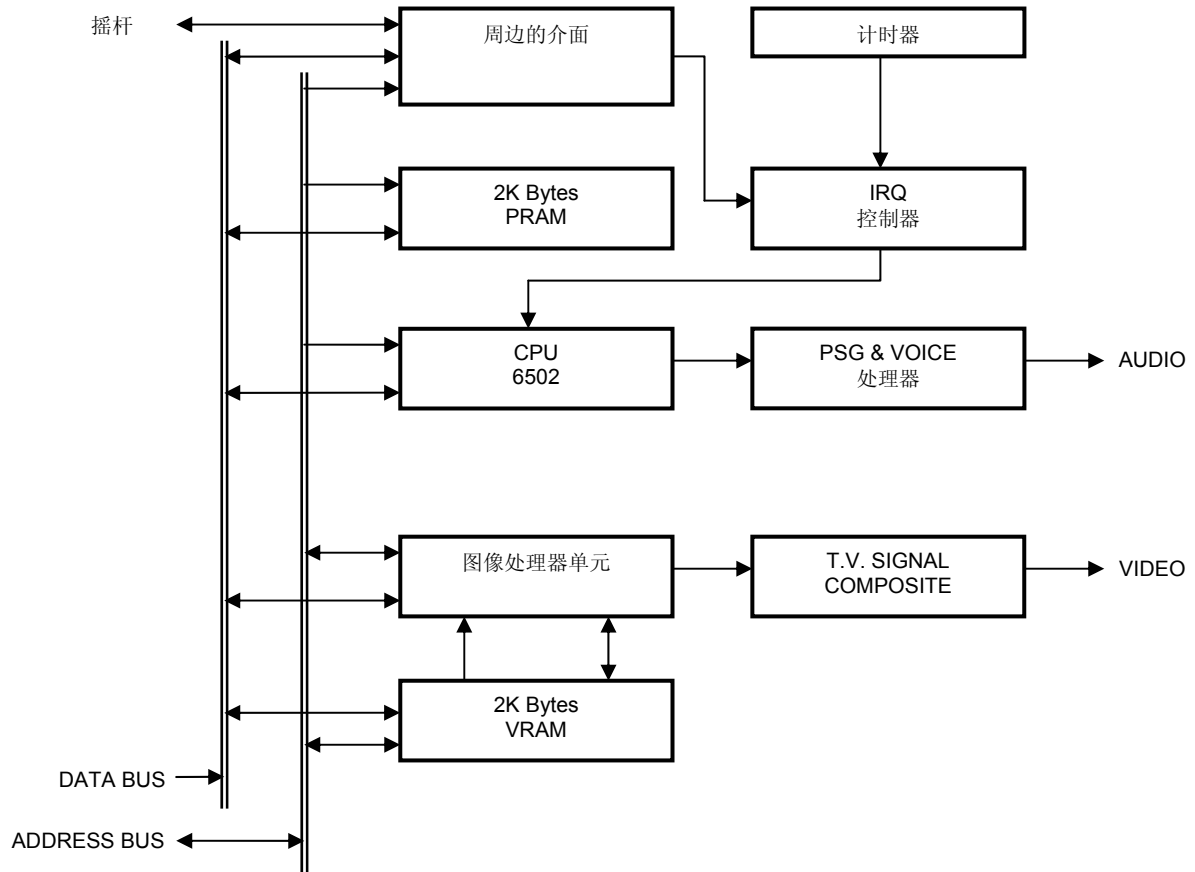 摇杆
周边的介面
计时器
2K Bytes
PRAM
IRQ
控制器
CPU
6502
PSG & VOICE
处理器
AUDIO
图像处理器单元
T.V. SIGNAL
COMPOSITE
VIDEO
2K Bytes
VRAM
DATA BUS
ADDRESS BUS